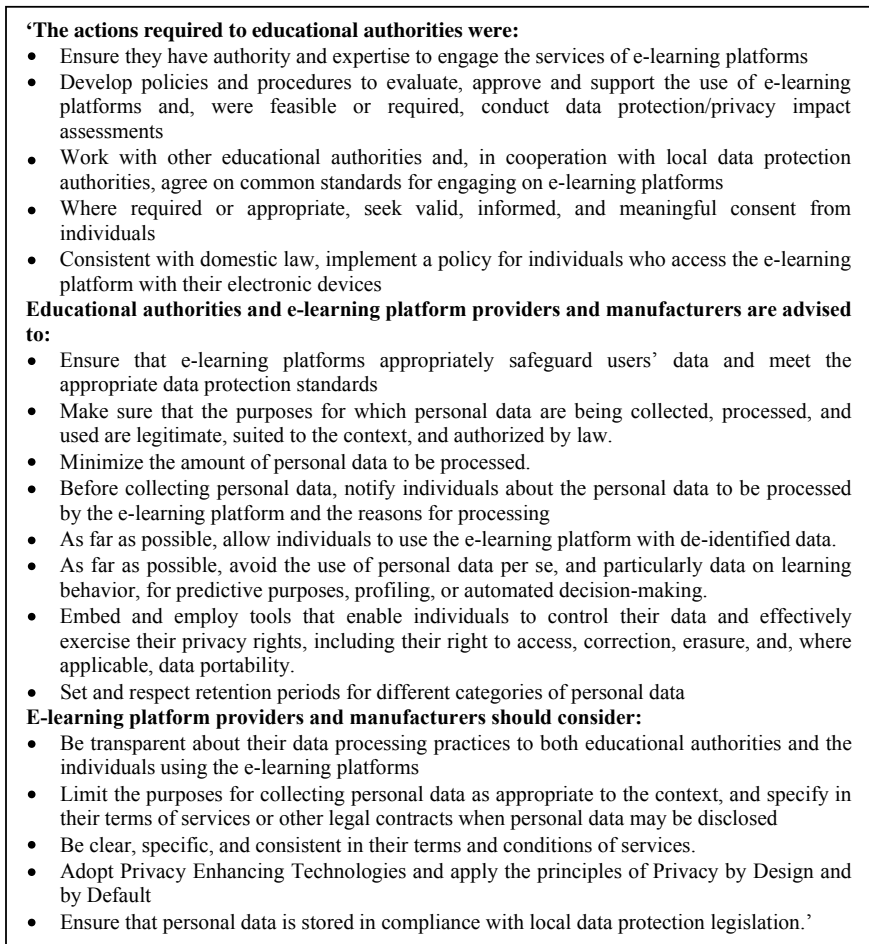 ‘The actions required to educational authorities were:
• Ensure they have authority and expertise to engage the services of e-learning platforms
• Develop policies and procedures to evaluate, approve and support the use of e-learning
platforms and, were feasible or required, conduct data protection/privacy impact
assessments
• Work with other educational authorities and, in cooperation with local data protection
authorities, agree on common standards for engaging on e-learning platforms
• Where required or appropriate, seek valid, informed, and meaningful consent from
individuals
• Consistent with domestic law, implement a policy for individuals who access the e-learning
platform with their electronic devices
Educational authorities and e-learning platform providers and manufacturers are advised
to:
• Ensure that e-learning platforms appropriately safeguard users’ data and meet the
appropriate data protection standards
• Make sure that the purposes for which personal data are being collected, processed, and
used are legitimate, suited to the context, and authorized by law.
• Minimize the amount of personal data to be processed.
• Before collecting personal data, notify individuals about the personal data to be processed
by the e-learning platform and the reasons for processing
• As far as possible, allow individuals to use the e-learning platform with de-identified data.
• As far as possible, avoid the use of personal data per se, and particularly data on learning
behavior, for predictive purposes, profiling, or automated decision-making.
• Embed and employ tools that enable individuals to control their data and effectively
exercise their privacy rights, including their right to access, correction, erasure, and, where
applicable, data portability.
• Set and respect retention periods for different categories of personal data
E-learning platform providers and manufacturers should consider:
• Be transparent about their data processing practices to both educational authorities and the
individuals using the e-learning platforms
• Limit the purposes for collecting personal data as appropriate to the context, and specify in
their terms of services or other legal contracts when personal data may be disclosed
• Be clear, specific, and consistent in their terms and conditions of services.
• Adopt Privacy Enhancing Technologies and apply the principles of Privacy by Design and
by Default
• Ensure that personal data is stored in compliance with local data protection legislation.’